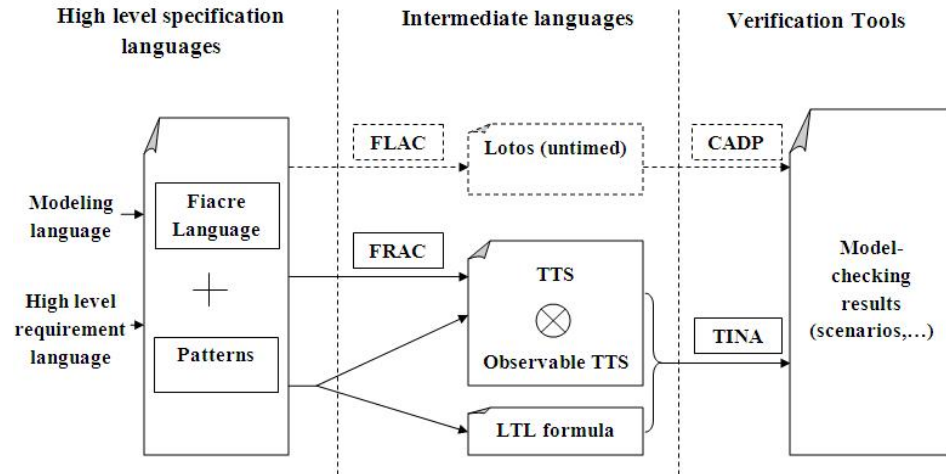 High level specification
languages
Intermediate languages
Verification Tools
FLAC
Lotos (untimed)
CADP
Modeling
language
Fiacre
Language
FRAC
TTS
Model-
checking
results
(scenarios,...)
High level
requirement
language
Patterns
Observable TTS
TINA
LTL formula